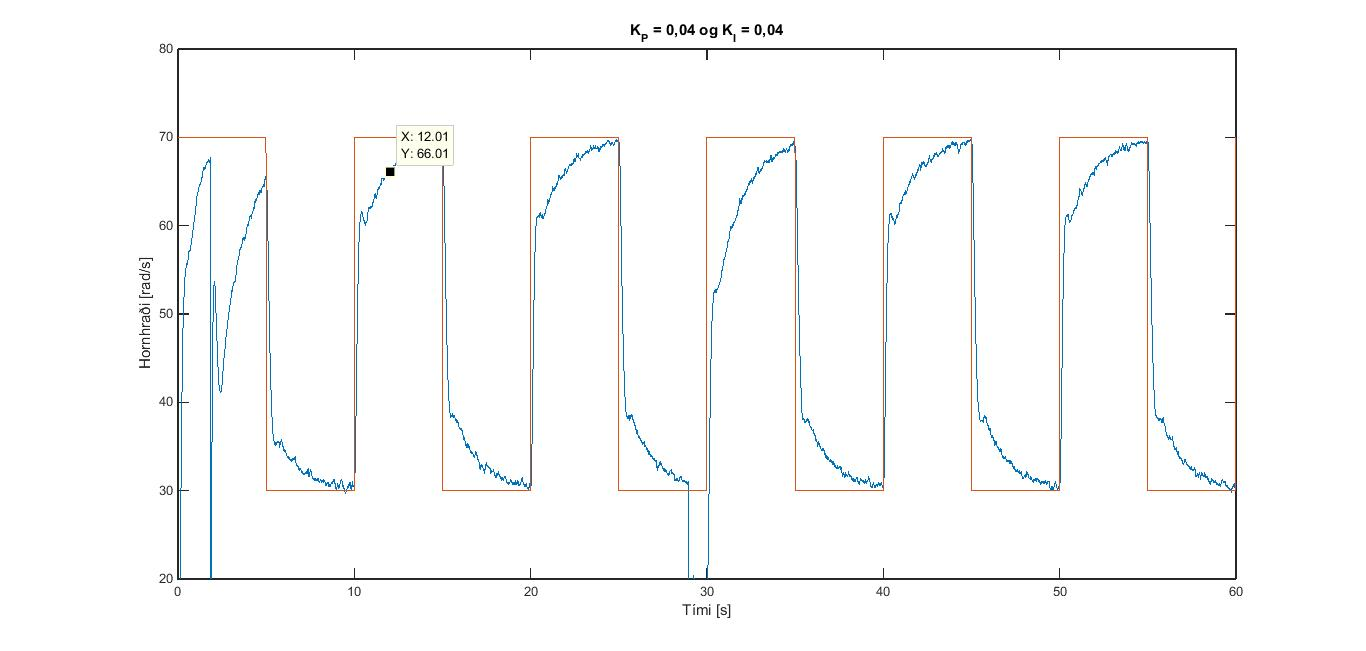 K_P = 0,04 og K_I = 0,04
80
70
60
50
40
30
20
Hornhraði [rad/s]
X: 12.01
Y: 66.01
0 10 20 30 40 50 60
Tími [s]